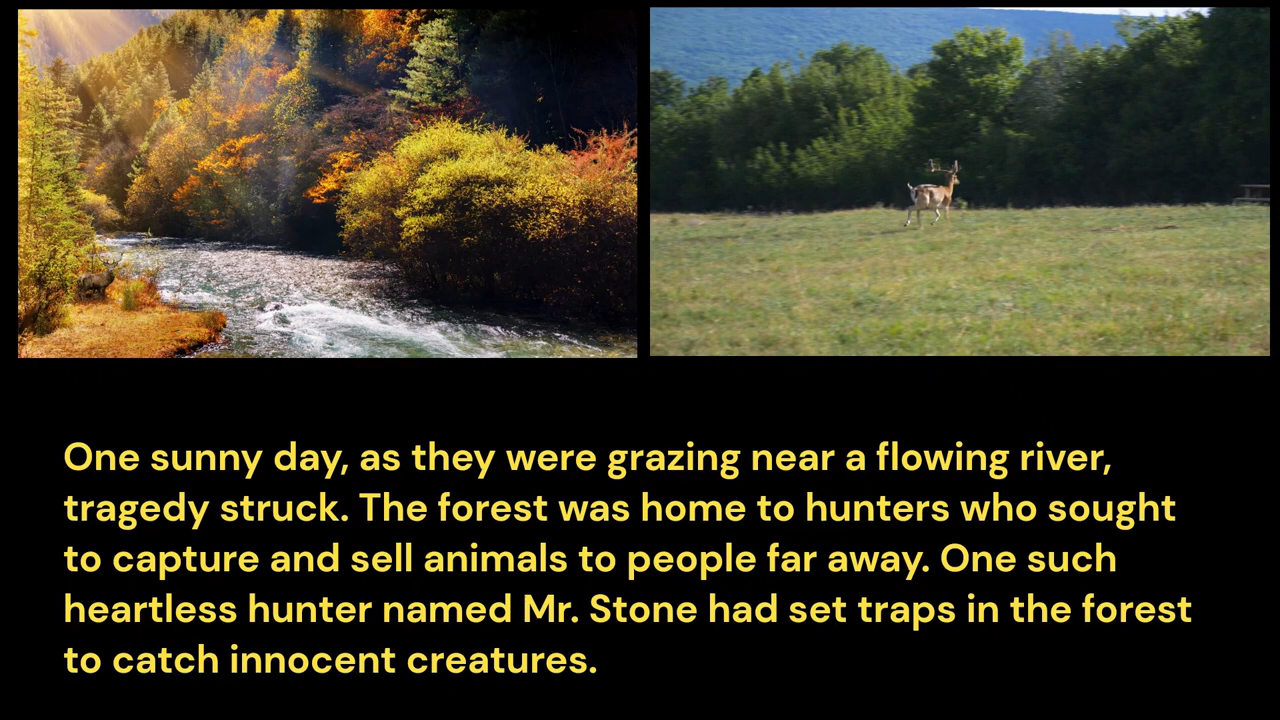 One sunny day, as they were grazing near a flowing river,
tragedy struck. The forest was home to hunters who sought
to capture and sell animals to people far away. One such
heartless hunter named Mr. Stone had set traps in the forest
to catch innocent creatures.